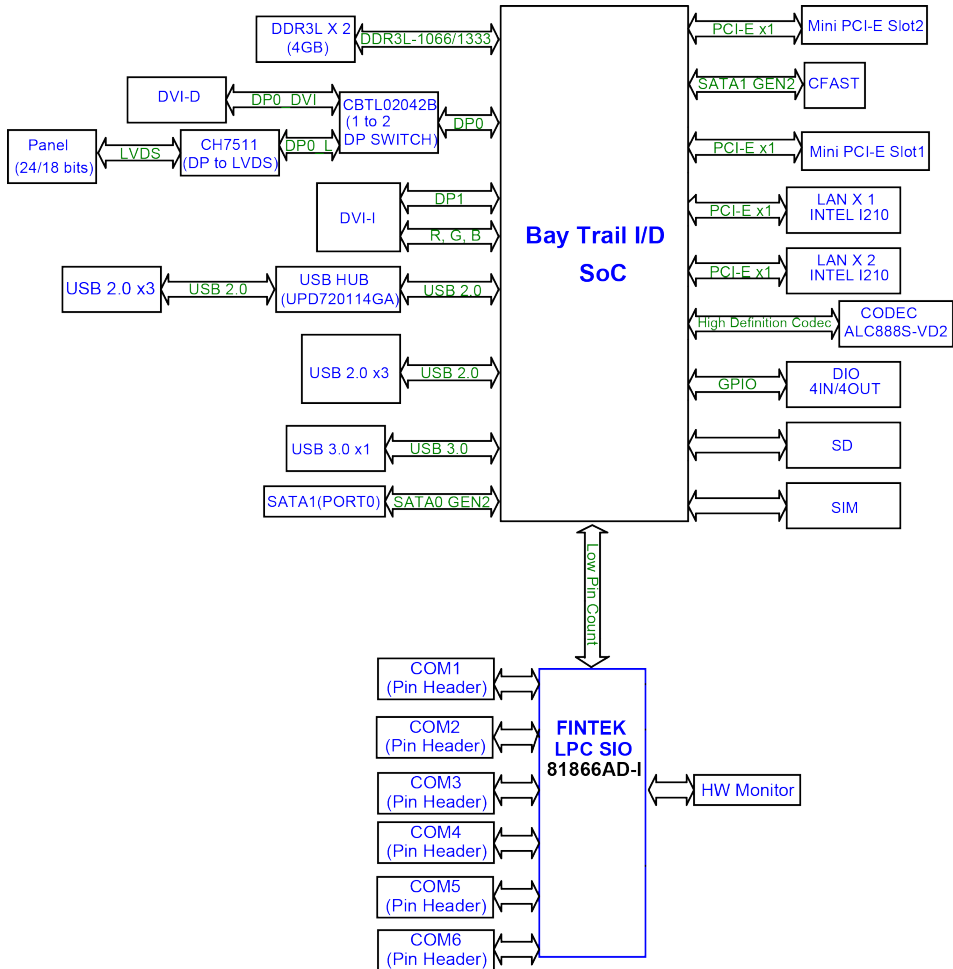 DDR3L X 2
(4GB)
DDR3L-1066/1333
DVI-D
DP0_DVI
CBTL02042B
(1 to 2
DP SWITCH)
DP0
Panel
(24/18 bits)
LVDS
CH7511
(DP to LVDS)
DP0_L
DVI-I
DP1
R, G, B
USB 2.0 x3
USB 2.0
USB HUB
(UPD720114GA)
USB 2.0
USB 2.0 x3
USB 2.0
USB 3.0 x1
USB 3.0
SATA1(PORT0)
SATA0 GEN2
Bay Trail I/D
SoC
PCI-E x1
Mini PCI-E Slot2
SATA1 GEN2
CFAST
PCI-E x1
Mini PCI-E Slot1
PCI-E x1
LAN X 1
INTEL I210
PCI-E x1
LAN X 2
INTEL I210
High Definition Codec
CODEC
ALC888S-VD2
GPIO
DIO
4IN/4OUT
SD
SIM
Low Pin Count
COM1
(Pin Header)
COM2
(Pin Header)
COM3
(Pin Header)
COM4
(Pin Header)
COM5
(Pin Header)
COM6
(Pin Header)
FINTEK
LPC SIO
81866AD-I
HW Monitor